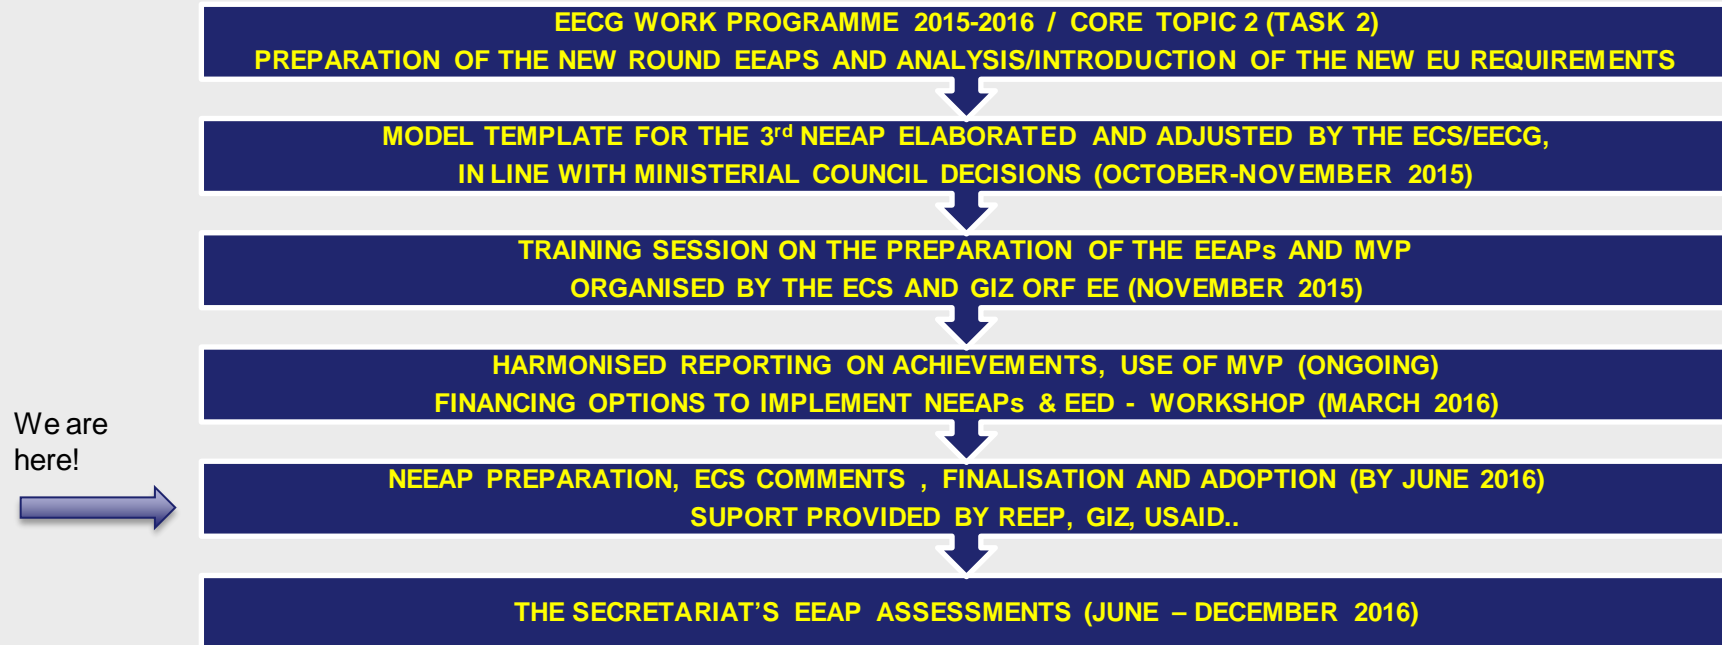 EECG WORK PROGRAMME 2015-2016 / CORE TOPIC 2 (TASK 2)
PREPARATION OF THE NEW ROUND EEAPS AND ANALYSIS/INTRODUCTION OF THE NEW EU REQUIREMENTS
MODEL TEMPLATE FOR THE 3rd NEEAP ELABORATED AND ADJUSTED BY THE ECS/EECG,
IN LINE WITH MINISTERIAL COUNCIL DECISIONS (OCTOBER-NOVEMBER 2015)
TRAINING SESSION ON THE PREPARATION OF THE EEAPs AND MVP
ORGANISED BY THE ECS AND GIZ ORF EE (NOVEMBER 2015)
HARMONISED REPORTING ON ACHIEVEMENTS, USE OF MVP (ONGOING)
FINANCING OPTIONS TO IMPLEMENT NEEAPs & EED - WORKSHOP (MARCH 2016)
We are
here!
NEEAP PREPARATION, ECS COMMENTS , FINALISATION AND ADOPTION (BY JUNE 2016)
SUPORT PROVIDED BY REEP, GIZ, USAID..
THE SECRETARIAT'S EEAP ASSESSMENTS (JUNE – DECEMBER 2016)